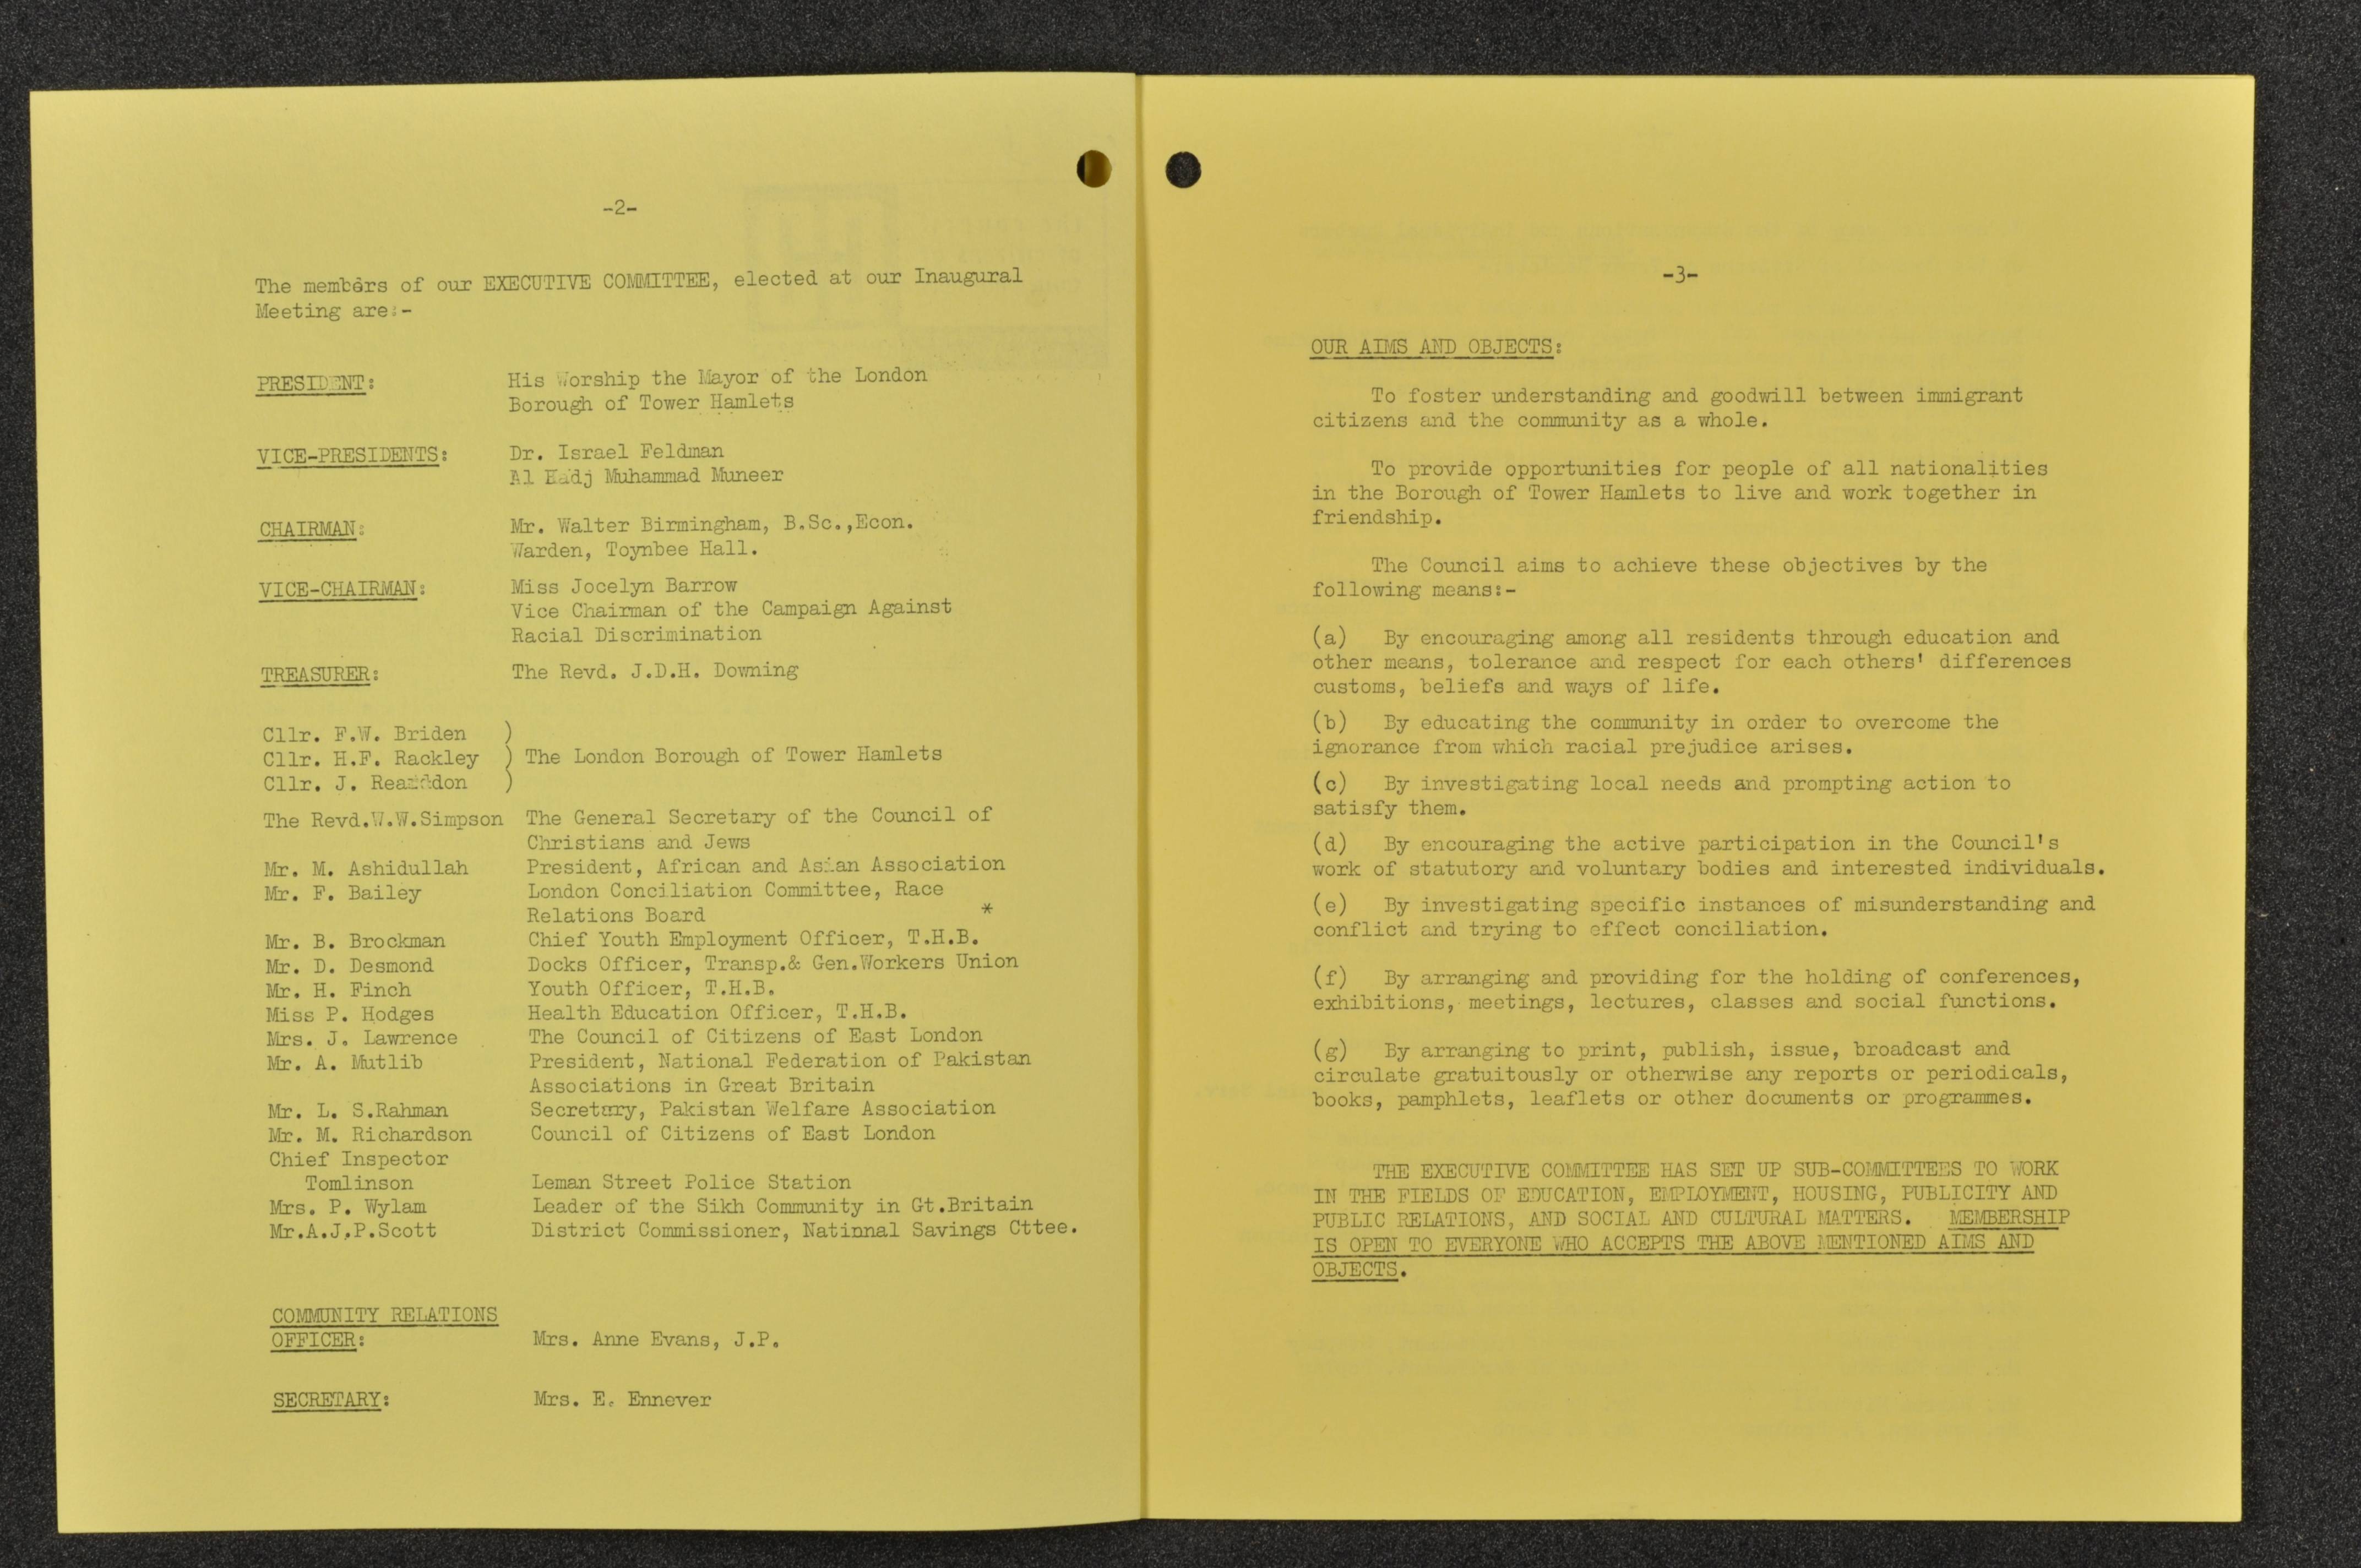 -2-
The members of our EXECUTIVE COMMITTEE, elected at our Inaugural
Meeting are:-
PRESIDENT: His Worship the Mayor of the London
Borough of Tower Hamlets
VICE-PRESIDENTS: Dr. Israel Feldman
Al Hadj Muhammad Muneer
CHAIRMAN: Mr. Walter Birmingham, B.Sc.,Econ.
Warden, Toynbee Hall.
VICE-CHAIRMAN: Miss Jocelyn Barrow
Vice Chairman of the Campaign Against
Racial Discrimination
TREASURER: The Revd. J.D.H. Downing
Cllr. F.W. Briden )
Cllr. H.F. Rackley ) The London Borough of Tower Hamlets
Cllr. J. )
The Revd.W.W.Simpson The General Secretary of the Council of
Christians and Jews
Mr. M. Ashidullah President, African and Asian Association
Mr. F. Bailey London Conciliation Committee, Race
Relations Board *
Mr. B. Brockman Chief Youth Employment Officer, T.H.B.
Mr. D. Desmond Docks Officer, Transp.& Gen.Workers Union
Mr. H. Finch Youth Officer, T.H.B.
Miss P. Hodges Health Education Officer, T.H.B.
Mrs. J. Lawrence The Council of Citizens of East London
Mr. A. Mutlib President, National Federation of Pakistan
Associations in Great Britain
Mr. L. S.Rahman Secretary, Pakistan Welfare Association
Mr. M. Richardson Council of Citizens of East London
Chief Inspector
Tomlinson Leman Street Police Station
Mrs. P. Wylam Leader of the Sikh Community in Gt.Britain
Mr.A.J.P.Scott District Commissioner, Natinnal Savings Cttee.
COMMUNITY RELATIONS
OFFICER: Mrs. Anne Evans, J.P.
SECRETARY: Mrs. E. Ennever
-3-
OUR AIMS AND OBJECTS:
To foster understanding and goodwill between immigrant
citizens and the community as a whole.
To provide opportunities for people of all nationalities
in the Borough of Tower Hamlets to live and work together in
friendship.
The Council aims to achieve these objectives by the
following means:-
(a) By encouraging among all residents through education and
other means, tolerance and respect for each others' differences
customs, beliefs and ways of life.
(b) By educating the community in order to overcome the
ignorance from which racial prejudice arises.
(c) By investigating local needs and prompting action to
satisfy them.
(d) By encouraging the active participation in the Council's
work of statutory and voluntary bodies and interested individuals.
(e) By investigating specific instances of misunderstanding and
conflict and trying to effect conciliation.
(f) By arranging and providing for the holding of conferences,
exhibitions, meetings, lectures, classes and social functions.
(g) By arranging to print, publish, issue, broadcast and
circulate gratuitously or otherwise any reports or periodicals,
books, pamphlets, leaflets or other documents or programmes.
THE EXECUTIVE COMMITTEE HAS SET UP SUB-COMMITTEES TO WORK
IN THE FIELDS OF EDUCATION, EMPLOYMENT, HOUSING, PUBLICITY AND
PUBLIC RELATIONS, AND SOCIAL AND CULTURAL MATTERS. MEMBERSHIP
IS OPEN TO EVERYONE WHO ACCEPTS THE ABOVE MENTIONED AIMS AND
OBJECTS.